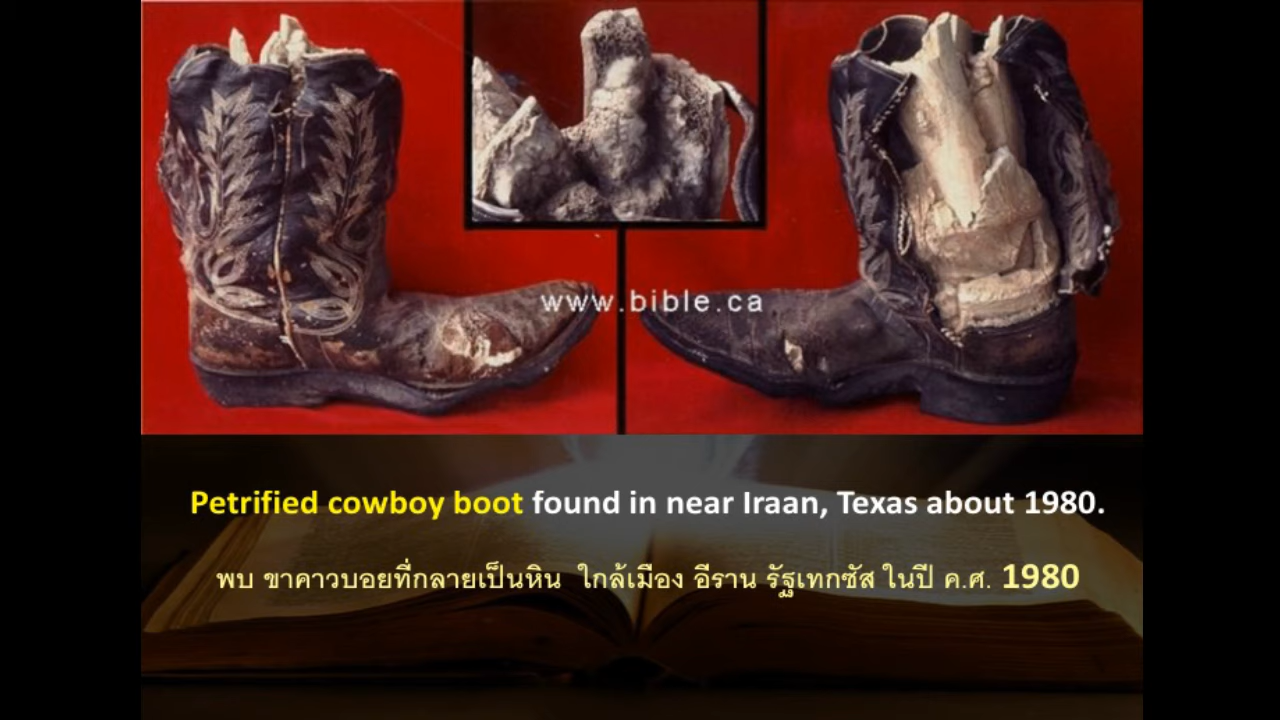 www.bible.ca
Petrified cowboy boot found in near Iraan, Texas about 1980.
พบ ขาคาวบอยที่กลายเป็นหิน ใกล้เมือง อีราน รัฐเทกซัส ในปี ค.ศ. 1980